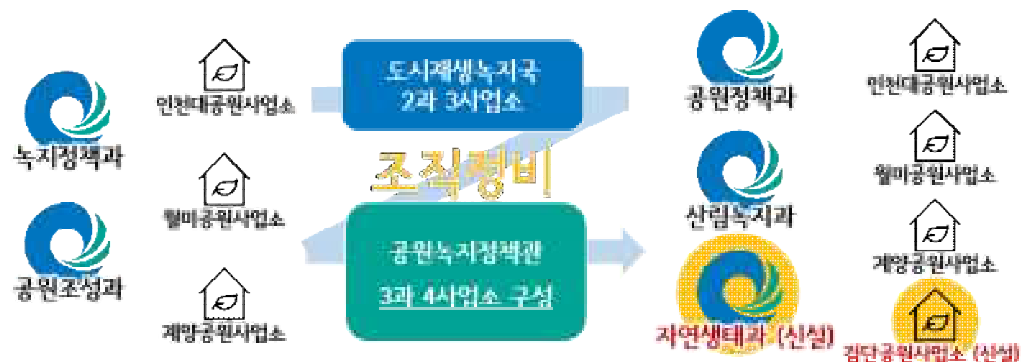 인천대공원사업소
녹지정책과
월미공원사업소
공원조성과
계양공원사업소
도시재생녹지국
2과 3사업소
조직정비
공원녹지정책관
3과 4사업소 구성
공원정책과
인천대공원사업소
산림녹지과
월미공원사업소
계양공원사업소
자연생태과 (신설)
검단공원사업소 (신설)